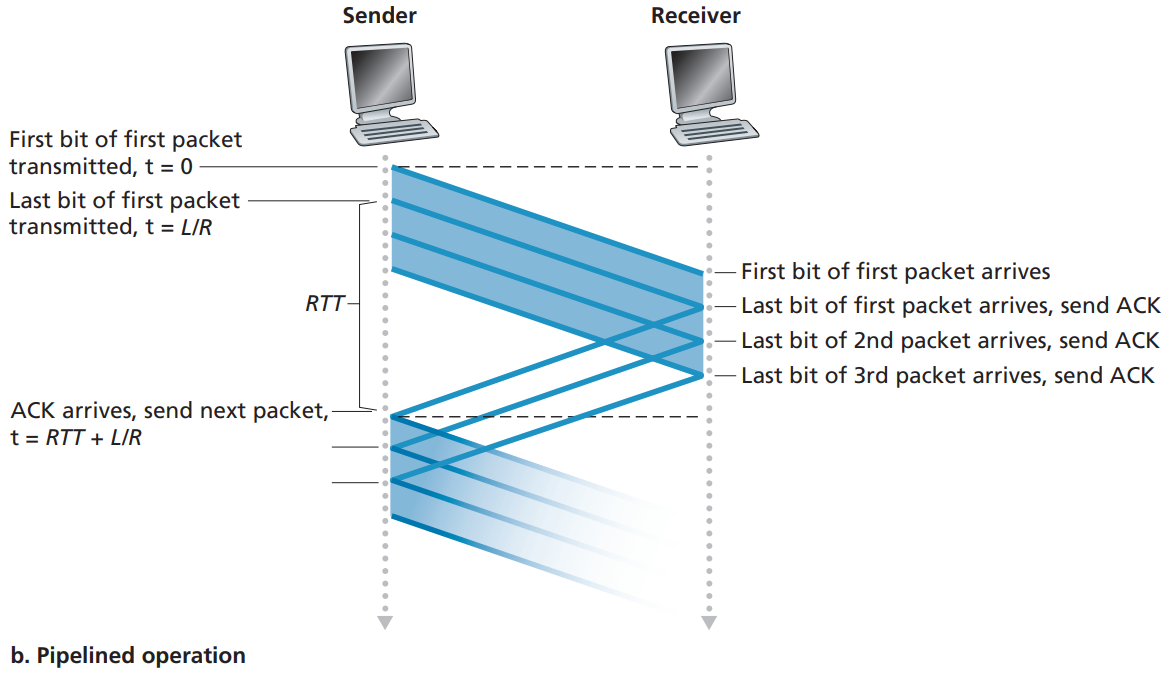 Sender
Receiver
First bit of first packet
transmitted, t = 0
Last bit of first packet
transmitted, t = L/R
First bit of first packet arrives
RTT
Last bit of first packet arrives, send ACK
Last bit of 2nd packet arrives, send ACK
Last bit of 3rd packet arrives, send ACK
ACK arrives, send next packet,
t = RTT + L/R
b. Pipelined operation